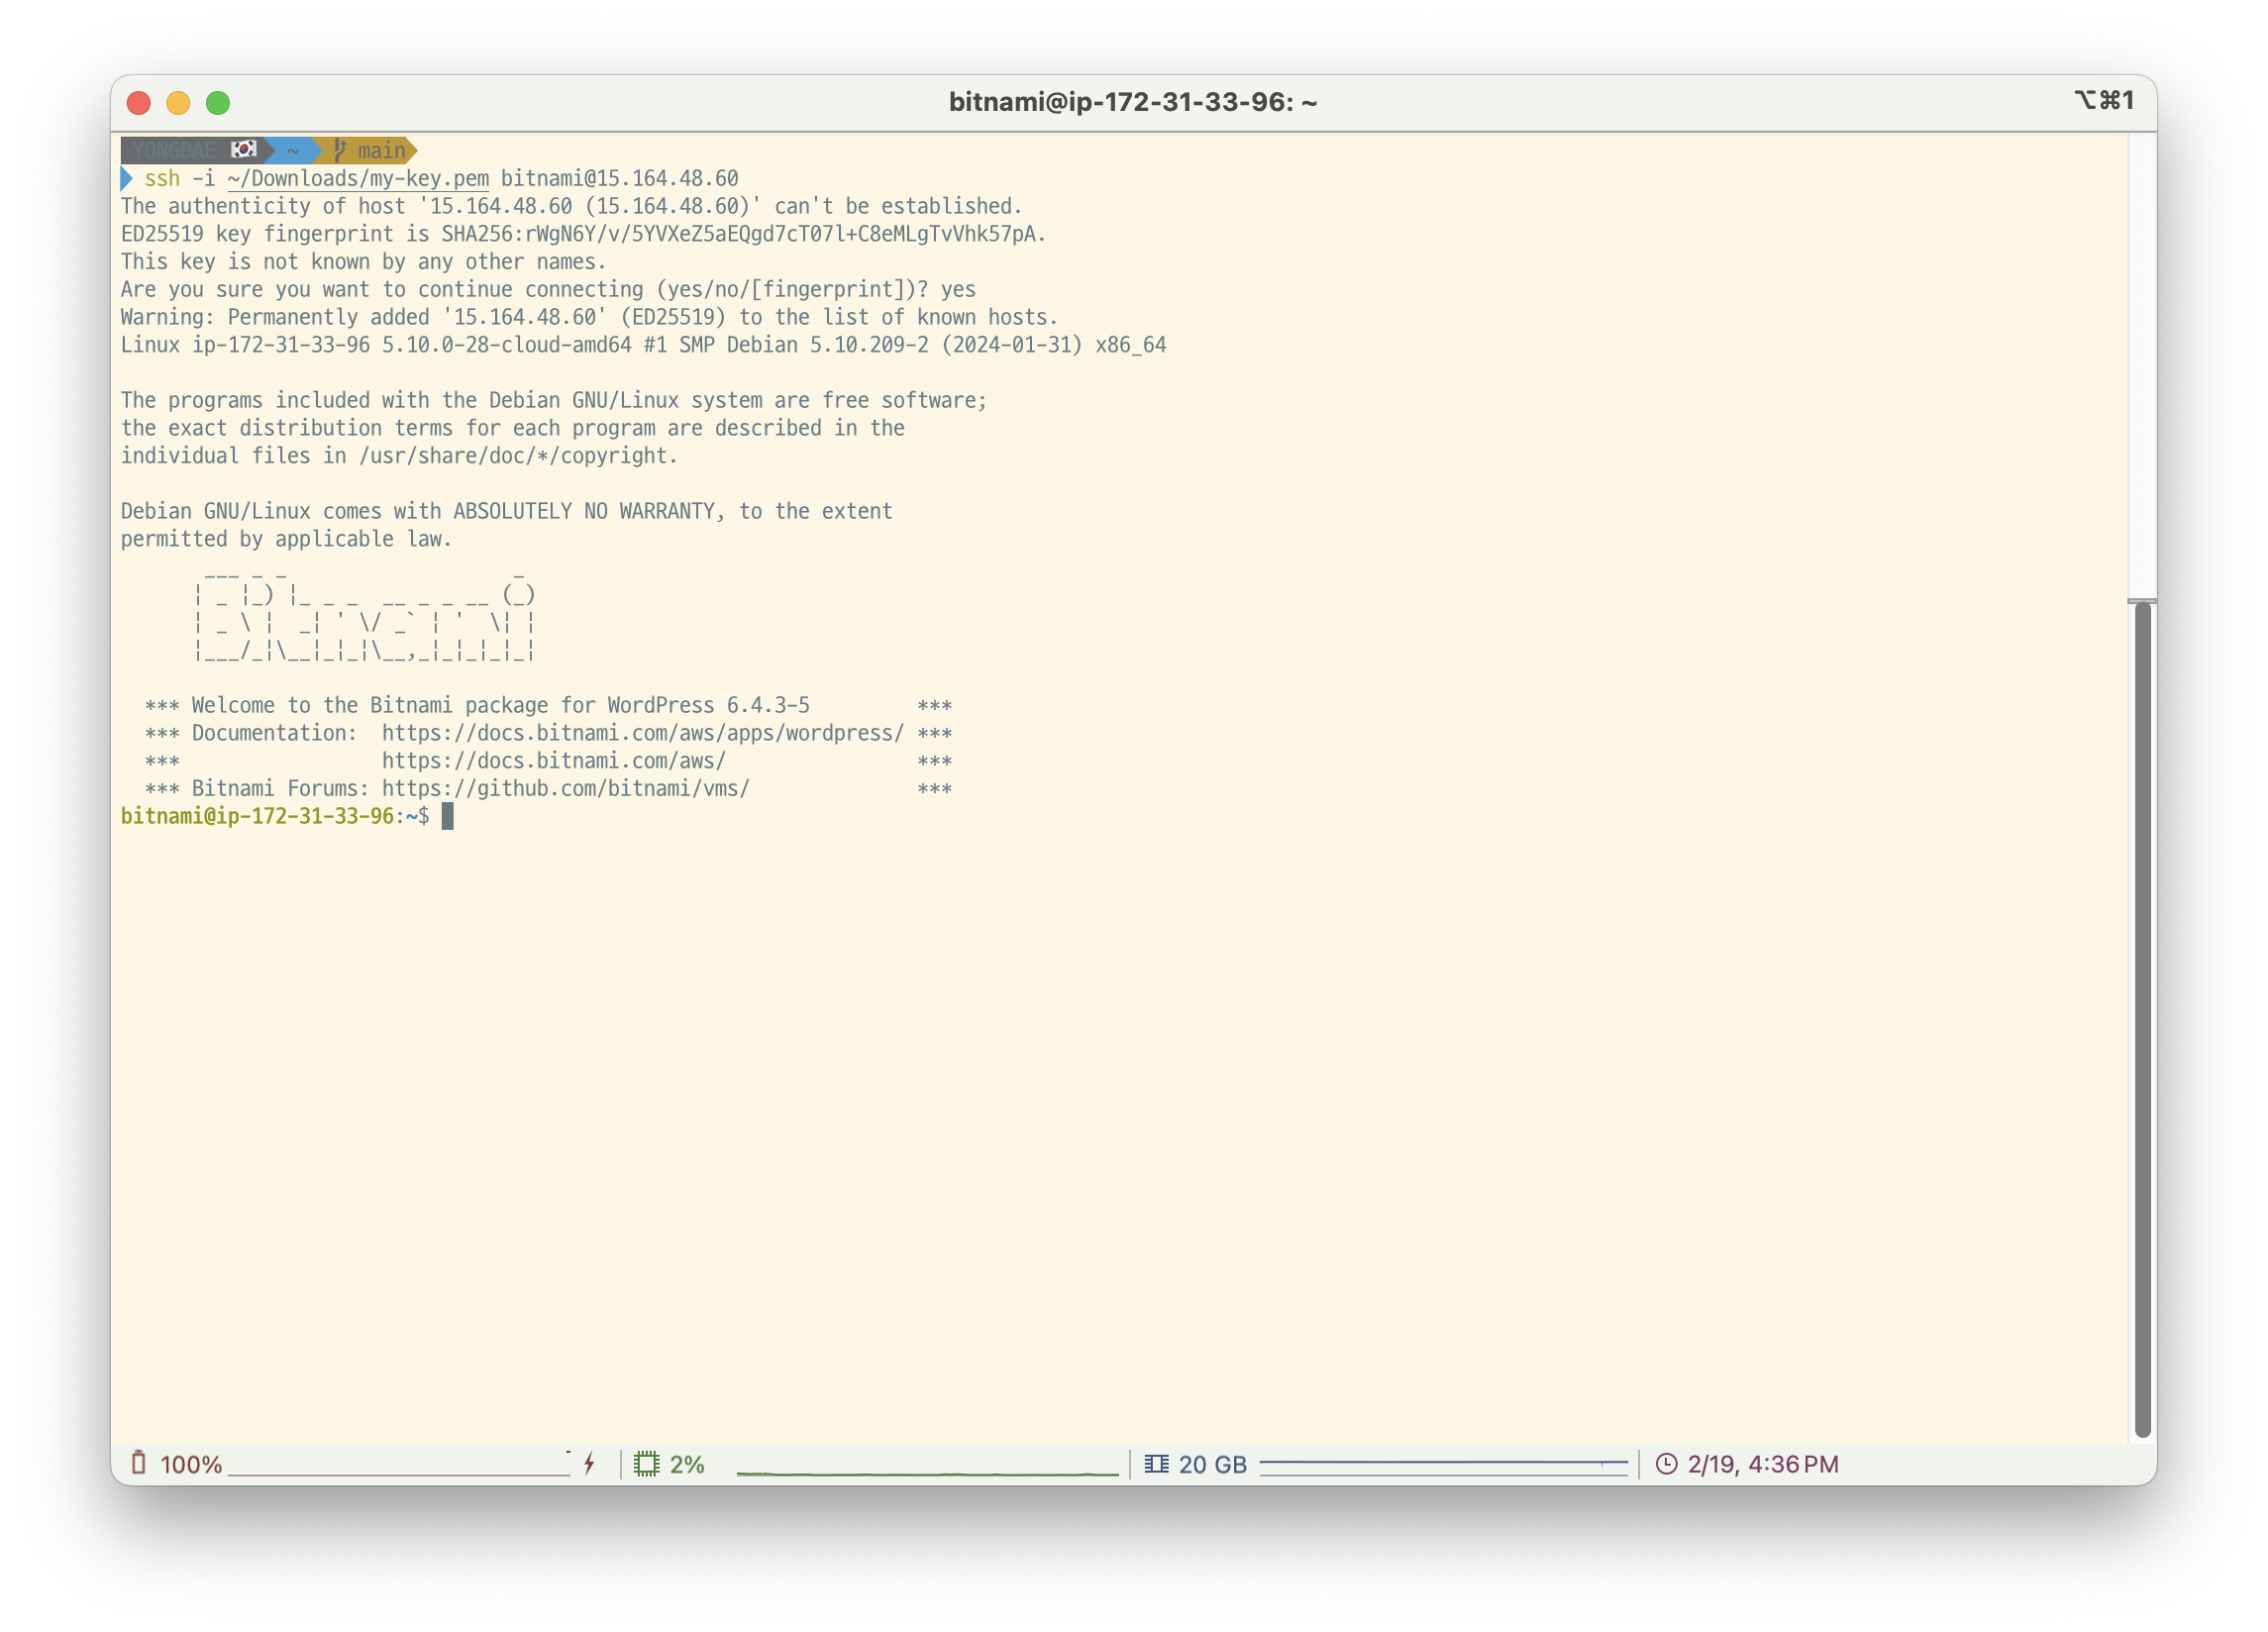 bitnami@ip-172-31-33-96: ~
⌥⌘1
YONGDAE 🇰🇷 ~ main
ssh -i ~/Downloads/my-key.pem bitnami@15.164.48.60
The authenticity of host '15.164.48.60 (15.164.48.60)' can't be established.
ED25519 key fingerprint is SHA256:rWgN6Y/v/5YVXeZ5aEQgd7cT07l+C8eMLgTvVhk57pA.
This key is not known by any other names.
Are you sure you want to continue connecting (yes/no/[fingerprint])? yes
Warning: Permanently added '15.164.48.60' (ED25519) to the list of known hosts.
Linux ip-172-31-33-96 5.10.0-28-cloud-amd64 #1 SMP Debian 5.10.209-2 (2024-01-31) x86_64
The programs included with the Debian GNU/Linux system are free software;
the exact distribution terms for each program are described in the
individual files in /usr/share/doc/*/copyright.
Debian GNU/Linux comes with ABSOLUTELY NO WARRANTY, to the extent
permitted by applicable law.
       ___ _ _                   _
      | _ |_) |_ _ _  __ _ _ __ (_)
      | _ \ |  _| ' \/ _` | '  \| |
      |___/_|\__|_|_|\__,_|_|_|_|_|
*** Welcome to the Bitnami package for WordPress 6.4.3-5         ***
*** Documentation:  https://docs.bitnami.com/aws/apps/wordpress/ ***
***                 https://docs.bitnami.com/aws/                ***
*** Bitnami Forums: https://github.com/bitnami/vms/              ***
bitnami@ip-172-31-33-96:~$
100% 2% 20 GB 2/19, 4:36 PM